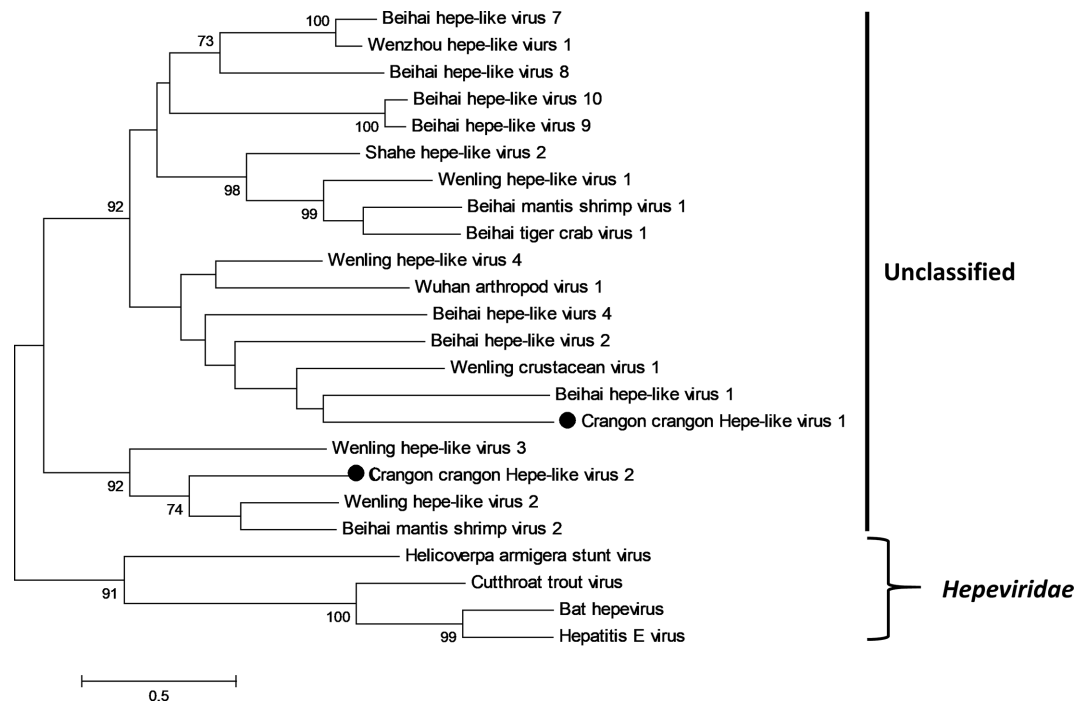 100
Beihai hepe-like virus 7
73
Wenzhou hepe-like viurs 1
Beihai hepe-like virus 8
Beihai hepe-like virus 10
100
Beihai hepe-like virus 9
Shahe hepe-like virus 2
98
Wenling hepe-like virus 1
92
99
Beihai mantis shrimp virus 1
Beihai tiger crab virus 1
Wenling hepe-like virus 4
Unclassified
Wuhan arthropod virus 1
Beihai hepe-like viurs 4
Beihai hepe-like virus 2
Wenling crustacean virus 1
Beihai hepe-like virus 1
Crangon crangon Hepe-like virus 1
Wenling hepe-like virus 3
92
Crangon crangon Hepe-like virus 2
74
Wenling hepe-like virus 2
Beihai mantis shrimp virus 2
Helicoverpa armigera stunt virus
91
Cutthroat trout virus
Hepeviridae
100
Bat hepevirus
99
Hepatitis E virus
0.5